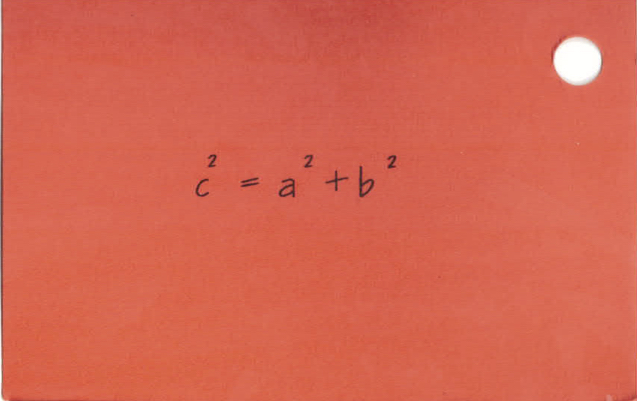 c² = a² + b²